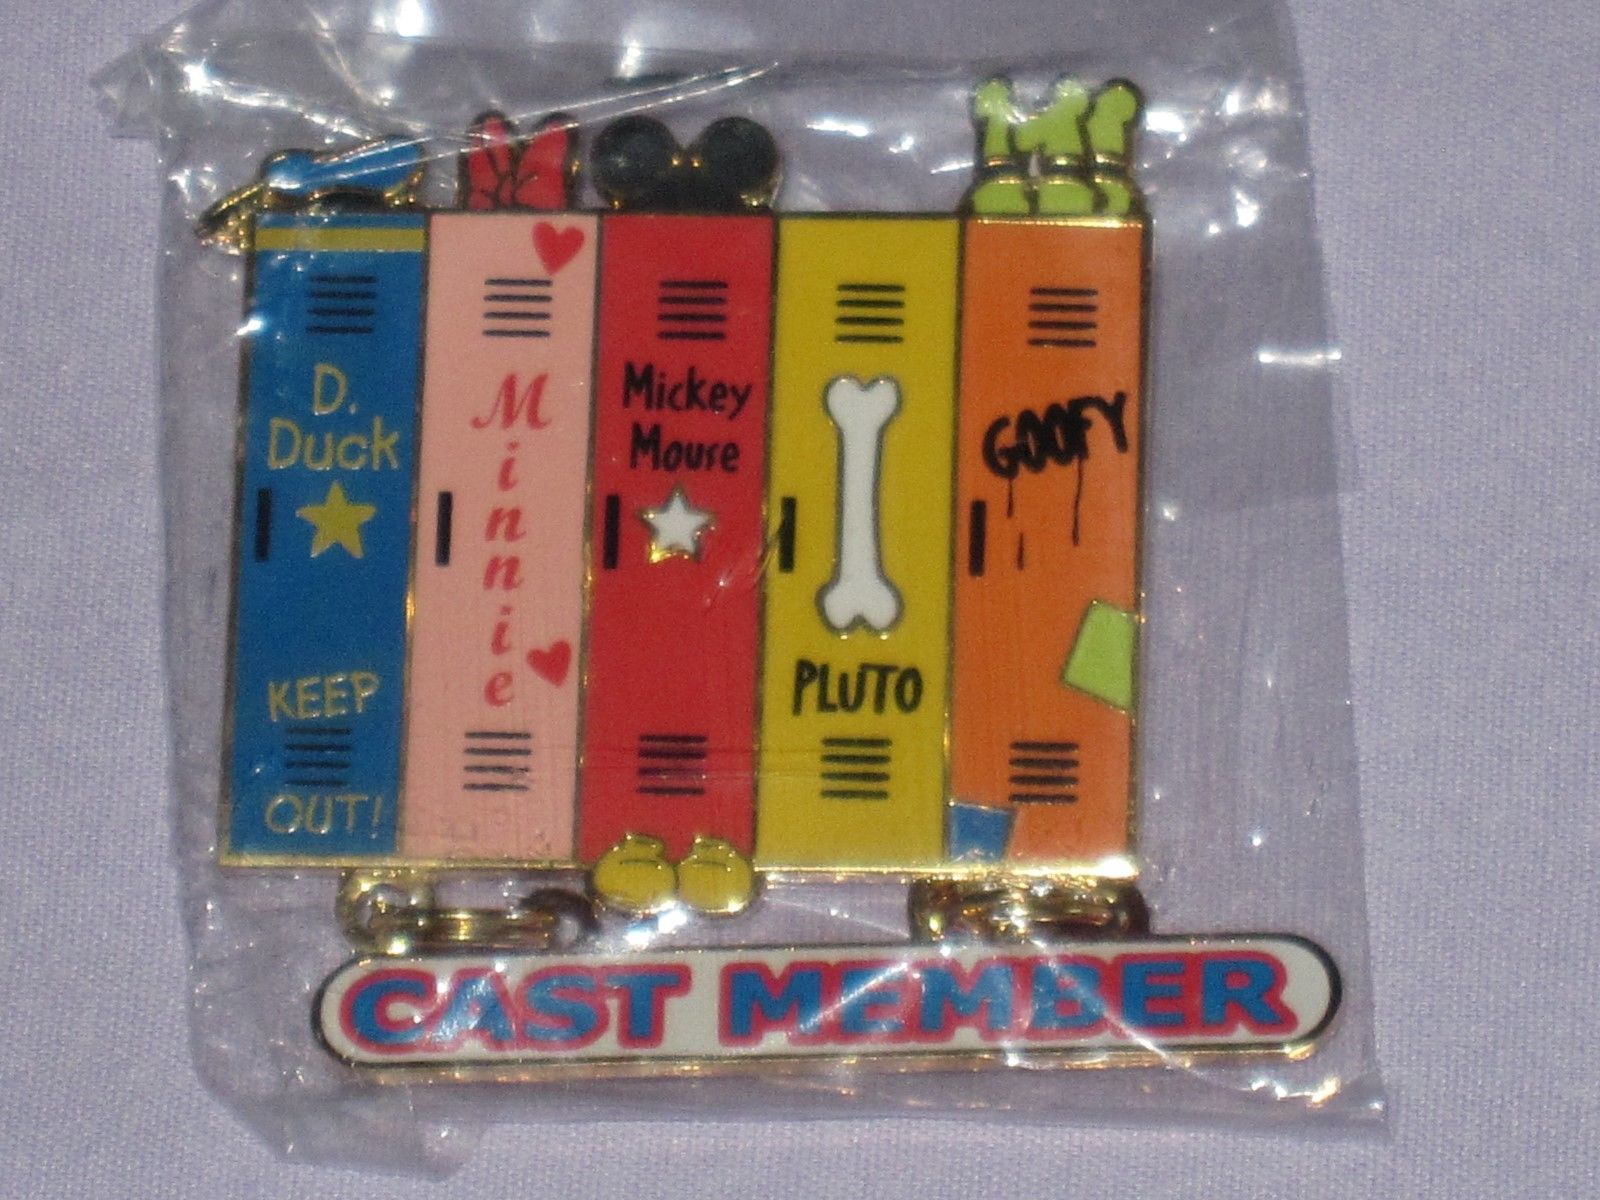 D.
Duck
KEEP
OUT!
Minnie
Mickey
Mouse
PLUTO
GOOFY
CAST MEMBER